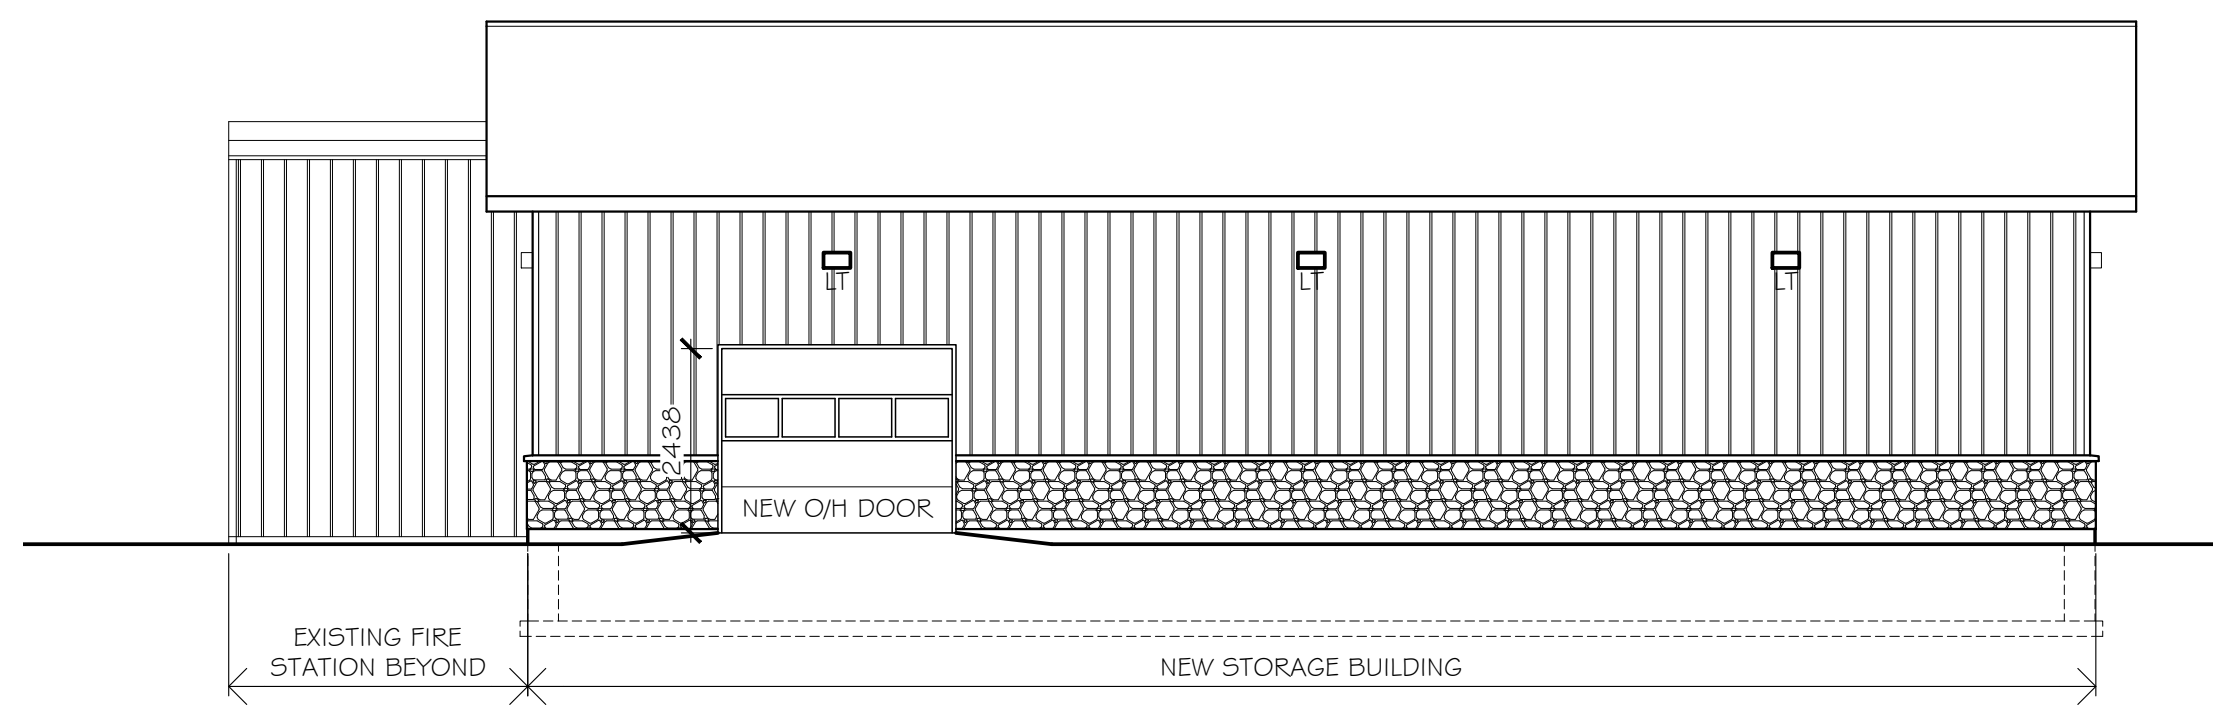 LT
LT
LT
2438
NEW O/H DOOR
EXISTING FIRE
STATION BEYOND
NEW STORAGE BUILDING